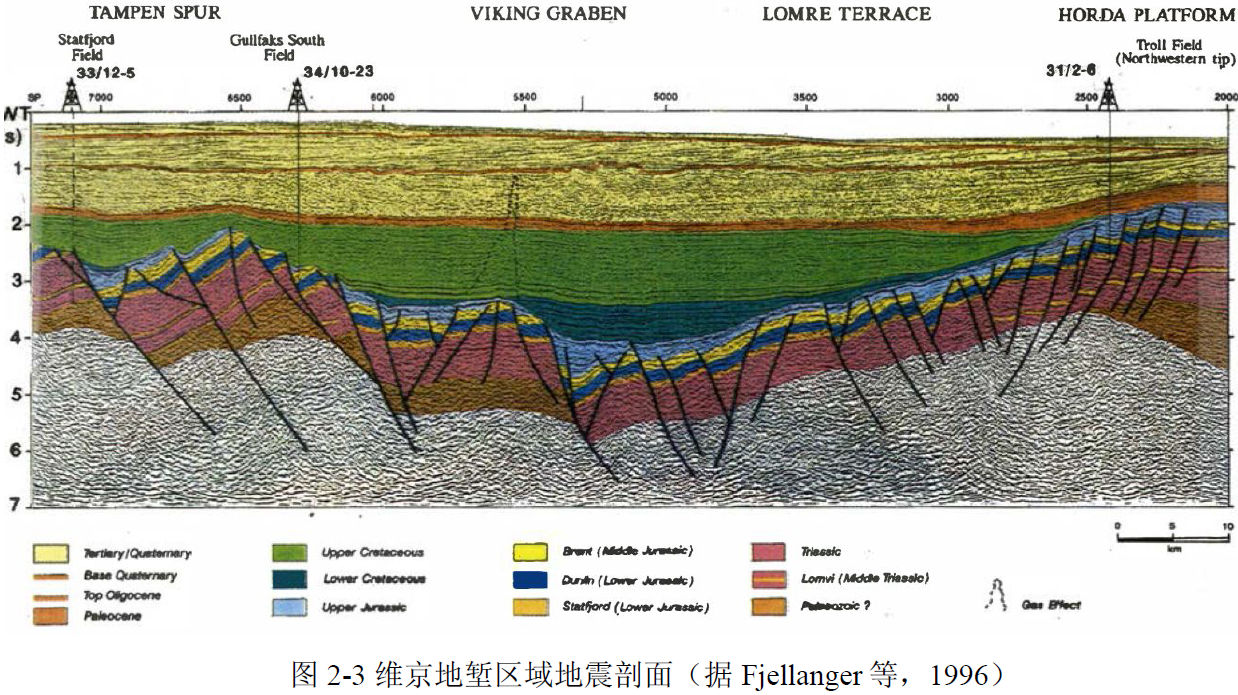 TAMPEN SPUR VIKING GRABEN LOMRE TERRACE HORDA PLATFORM
Statfjord Field
33/12-5
Gullfaks South Field
34/10-23
Troll Field
(Northwestern tip)
31/2-6
SP 7000 6500 6000 5500 5000 3500 3000 2500 2000
WT
s)
1
2
3
4
5
6
7
Tertiary/Quaternary
Base Quaternary
Top Oligocene
Paleocene
Upper Cretaceous
Lower Cretaceous
Upper Jurassic
Brent (Middle Jurassic)
Dunlin (Lower Jurassic)
Statfjord (Lower Jurassic)
Triassic
Lomvi (Middle Triassic)
Paleozoic ?
Gas Effect
0 5 10
km
图 2-3 维京地堑区域地震剖面（据 Fjellanger 等，1996）